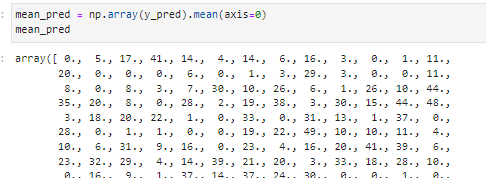 : mean_pred = np.array(y_pred).mean(axis=0)
mean_pred
: array([ 0., 5., 17., 41., 14., 4., 14., 6., 16., 3., 0., 1., 11.,
20., 0., 0., 0., 6., 0., 1., 3., 29., 3., 0., 0., 11.,
8., 0., 8., 3., 7., 30., 10., 26., 6., 1., 26., 10., 44.,
35., 20., 8., 0., 28., 2., 19., 38., 3., 30., 15., 44., 48.,
3., 18., 20., 22., 1., 0., 33., 0., 31., 13., 1., 37., 0.,
28., 0., 1., 1., 0., 0., 19., 22., 49., 10., 10., 11., 4.,
10., 6., 31., 9., 16., 0., 23., 4., 16., 20., 41., 39., 6.,
23., 32., 29., 4., 14., 39., 21., 20., 3., 33., 18., 28., 10.,
0., 16., 9., 1., 37., 14., 37., 24., 30., 0., 0., 1., 0.,